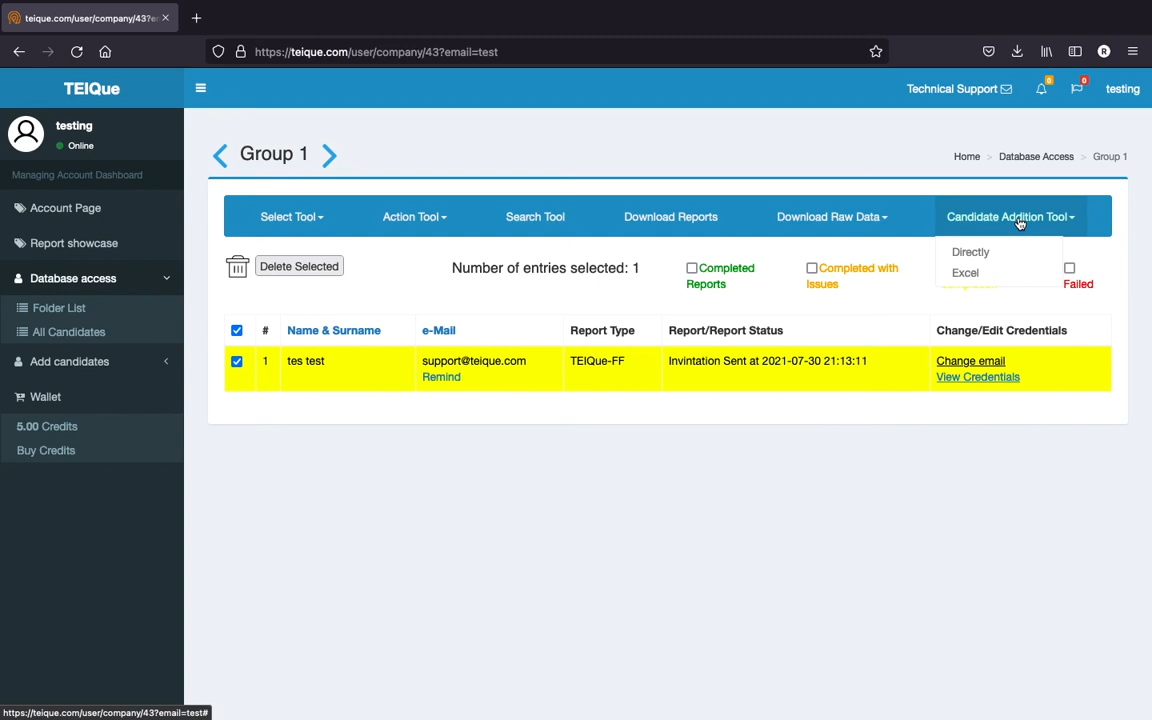 teique.com/user/company/43?e
https://teique.com/user/company/43?email=test
R
TEIQue
Technical Support
0
0
testing
testing
Online
Managing Account Dashboard
Account Page
Report showcase
Database access
Folder List
All Candidates
Add candidates
Wallet
5.00 Credits
Buy Credits
Group 1
Home > Database Access > Group 1
Select Tool
Action Tool
Search Tool
Download Reports
Download Raw Data
Candidate Addition Tool
Directly
Excel
Delete Selected
Number of entries selected: 1
Completed
Reports
Completed with
Issues
Failed
# Name & Surname e-Mail Report Type Report/Report Status Change/Edit Credentials
1 tes test support@teique.com TEIQue-FF Invintation Sent at 2021-07-30 21:13:11 Change email
Remind View Credentials
https://teique.com/user/company/43?email=test#